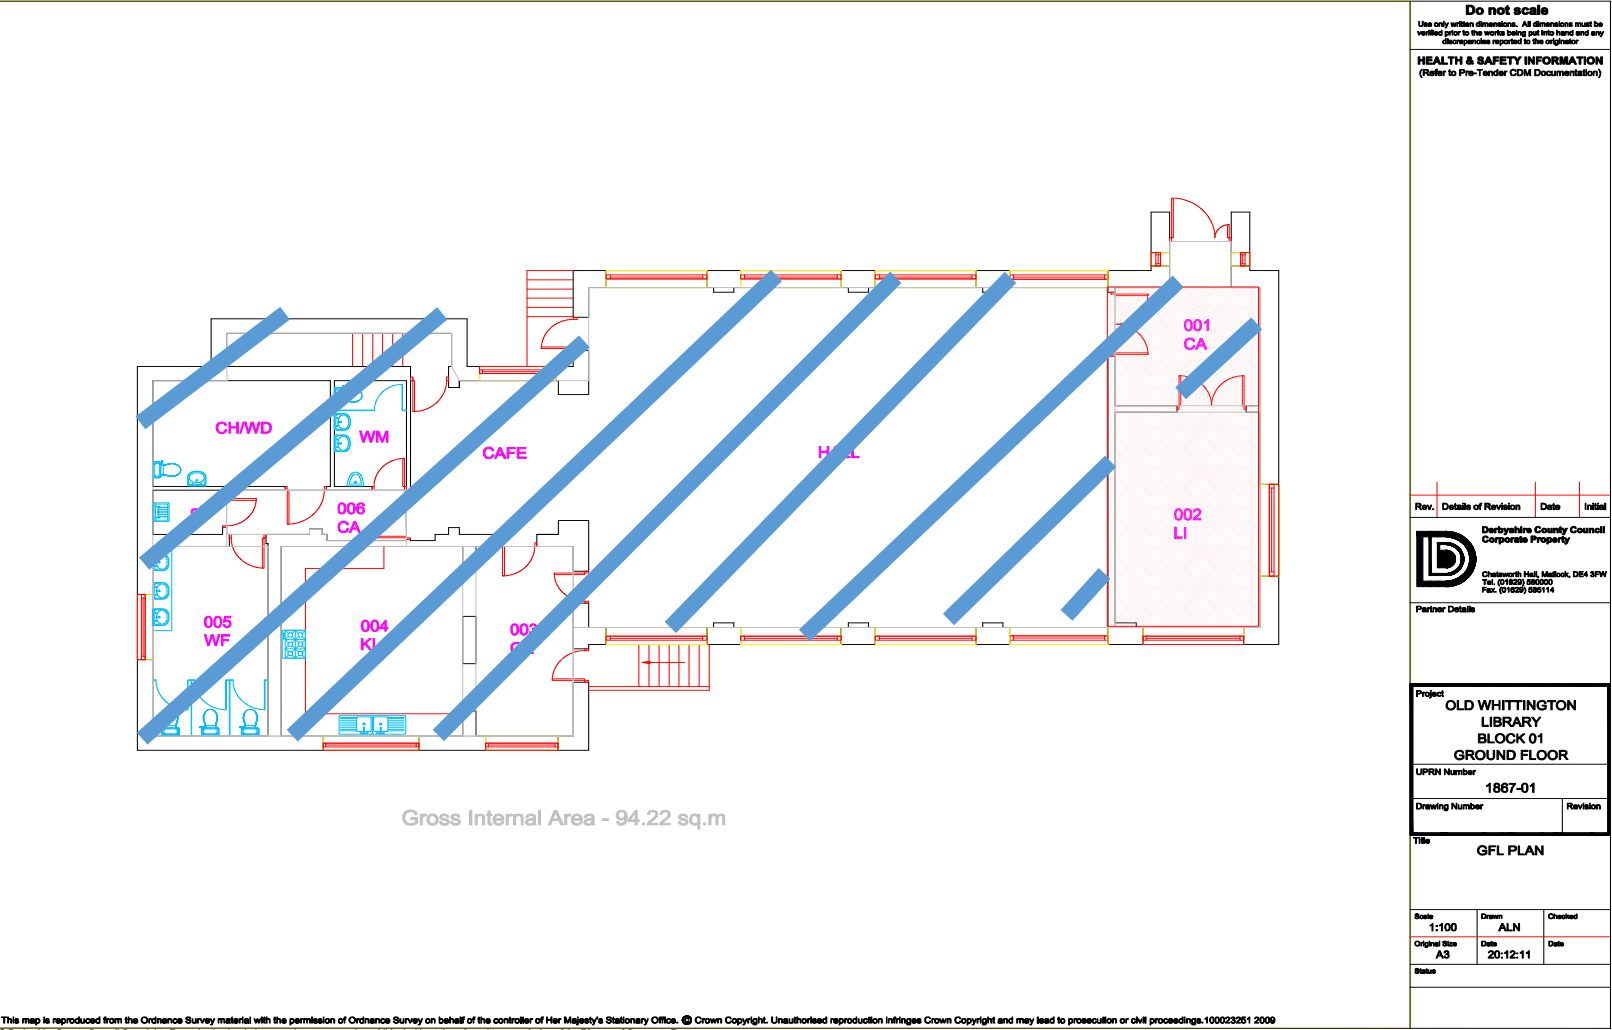 Do not scale
Use only written dimensions. All dimensions must be
verified prior to the works being put into hand and any
discrepancies reported to the originator
HEALTH & SAFETY INFORMATION
(Refer to Pre-Tender CDM Documentation)
001
CA
CH/WD
WM
CAFE
002
LI
006
CA
005
WF
004
003
Gross Internal Area - 94.22 sq.m
Rev. Details of Revision Date Initial
Derbyshire County Council
Corporate Property
Chatsworth Hall, Matlock, DE4 3FW
Tel. (01629) 580000
Fax. (01629) 585114
Partner Details
Project
OLD WHITTINGTON
LIBRARY
BLOCK 01
GROUND FLOOR
UPRN Number
1867-01
Drawing Number Revision
Title
GFL PLAN
Scale Drawn Checked
1:100 ALN
Original Size Date Date
A3 20:12:11
Status
This map is reproduced from the Ordnance Survey material with the permission of Ordnance Survey on behalf of the controller of Her Majesty's Stationary Office. © Crown Copyright. Unauthorised reproduction infringes Crown Copyright and may lead to prosecution or civil proceedings.100023251 2009